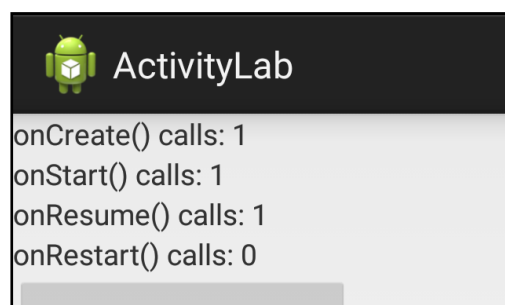 ActivityLab
onCreate() calls: 1
onStart() calls: 1
onResume() calls: 1
onRestart() calls: 0